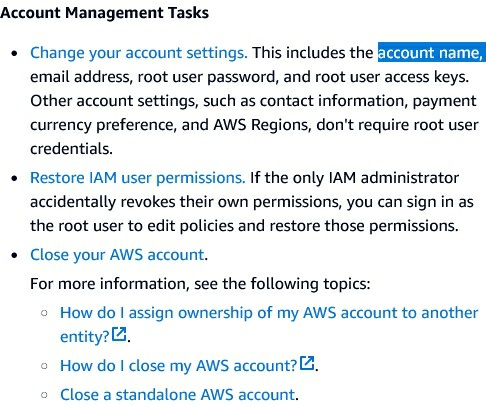 Account Management Tasks
Change your account settings. This includes the account name,
email address, root user password, and root user access keys.
Other account settings, such as contact information, payment
currency preference, and AWS Regions, don't require root user
credentials.
Restore IAM user permissions. If the only IAM administrator
accidentally revokes their own permissions, you can sign in as
the root user to edit policies and restore those permissions.
Close your AWS account.
For more information, see the following topics:
How do I assign ownership of my AWS account to another
entity?.
How do I close my AWS account?.
Close a standalone AWS account.